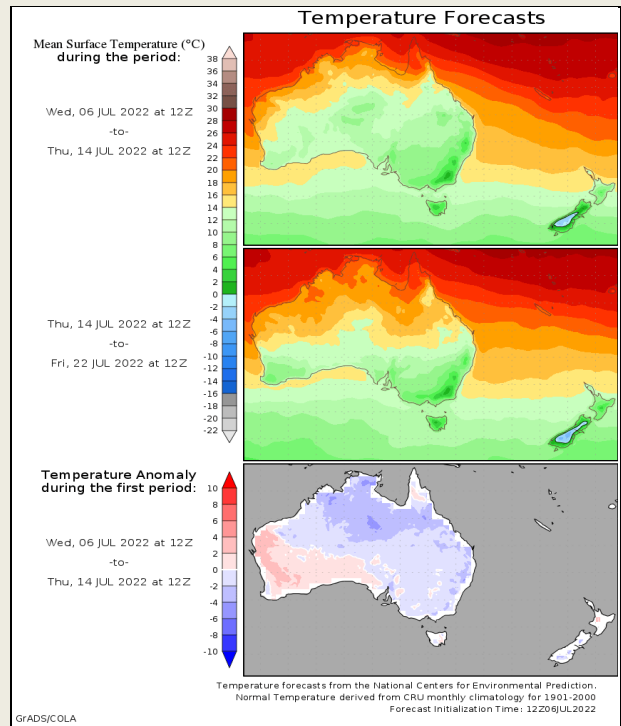 Temperature Forecasts
Mean Surface Temperature (°C)
during the period:
38
36
34
32
30
28
26
24
22
20
18
16
14
12
10
8
6
4
2
0
-2
-4
-6
-8
-10
-12
-14
-16
-18
-20
-22
Wed, 06 JUL 2022 at 12Z
-to-
Thu, 14 JUL 2022 at 12Z
Thu, 14 JUL 2022 at 12Z
-to-
Fri, 22 JUL 2022 at 12Z
Temperature Anomaly
during the first period:
10
8
6
4
2
0
-2
-4
-6
-8
-10
Wed, 06 JUL 2022 at 12Z
-to-
Thu, 14 JUL 2022 at 12Z
Temperature forecasts from the National Centers for Environmental Prediction.
Normal Temperature derived from CRU monthly climatology for 1901-2000
Forecast Initialization Time: 12Z06JUL2022
GrADS/COLA